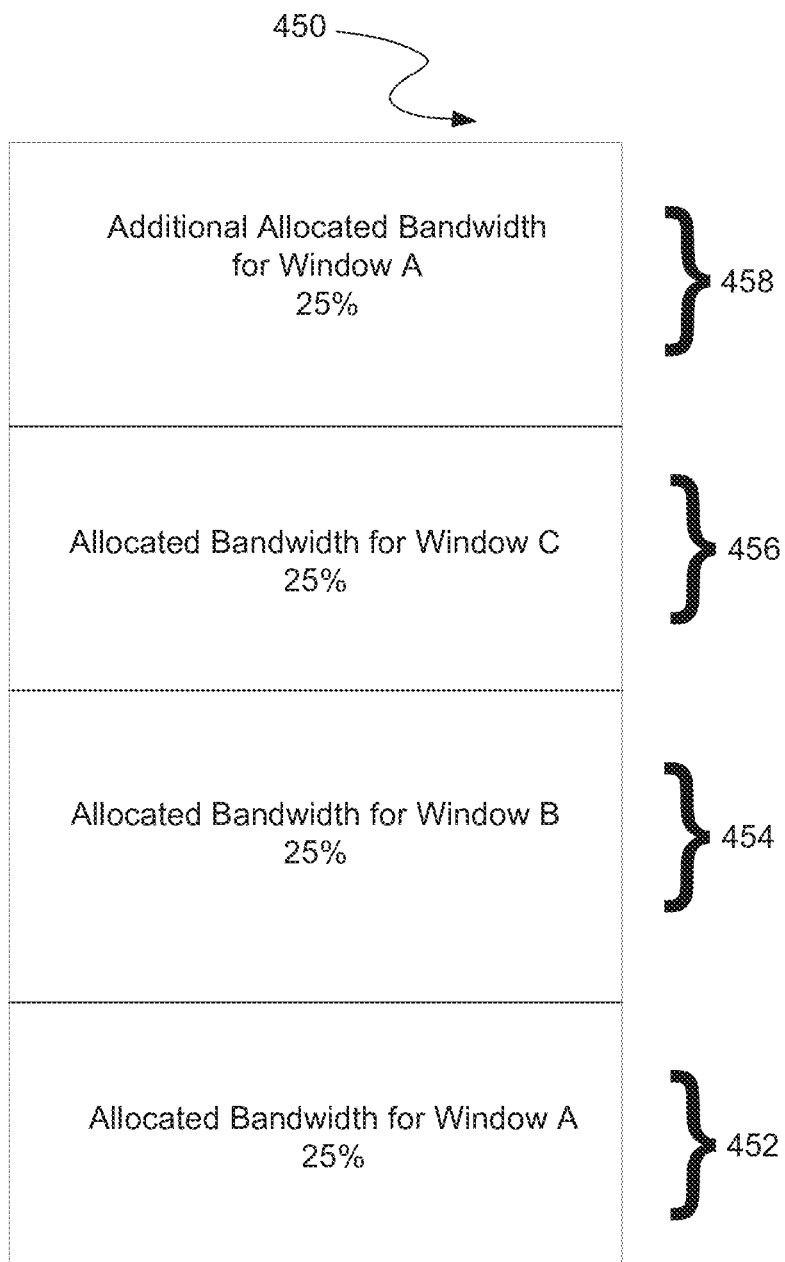 450
Additional Allocated Bandwidth
for Window A
25%
458
Allocated Bandwidth for Window C
25%
456
Allocated Bandwidth for Window B
25%
454
Allocated Bandwidth for Window A
25%
452